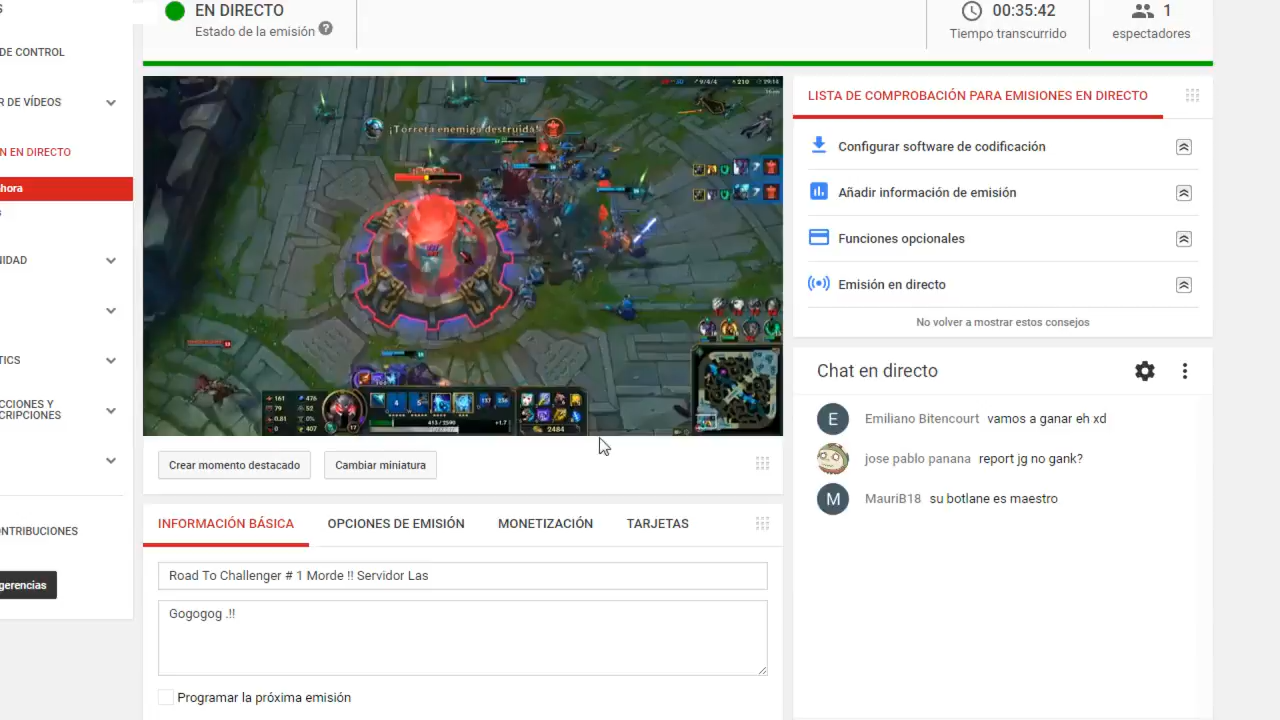 EN DIRECTO
Estado de la emisión
00:35:42
Tiempo transcurrido
1
espectadores
DE CONTROL
R DE VÍDEOS
N EN DIRECTO
ahora
NIDAD
TICS
CCIONES Y
CRIPCIONES
ONTRIBUCIONES
gerencias
¡Torreta enemiga destruida!
2484
Crear momento destacado
Cambiar miniatura
INFORMACIÓN BÁSICA
OPCIONES DE EMISIÓN
MONETIZACIÓN
TARJETAS
Road To Challenger # 1 Morde !! Servidor Las
Gogogog .!!
Programar la próxima emisión
LISTA DE COMPROBACIÓN PARA EMISIONES EN DIRECTO
Configurar software de codificación
Añadir información de emisión
Funciones opcionales
Emisión en directo
No volver a mostrar estos consejos
Chat en directo
E Emiliano Bitencourt vamos a ganar eh xd
jose pablo panana report jg no gank?
M MauriB18 su botlane es maestro